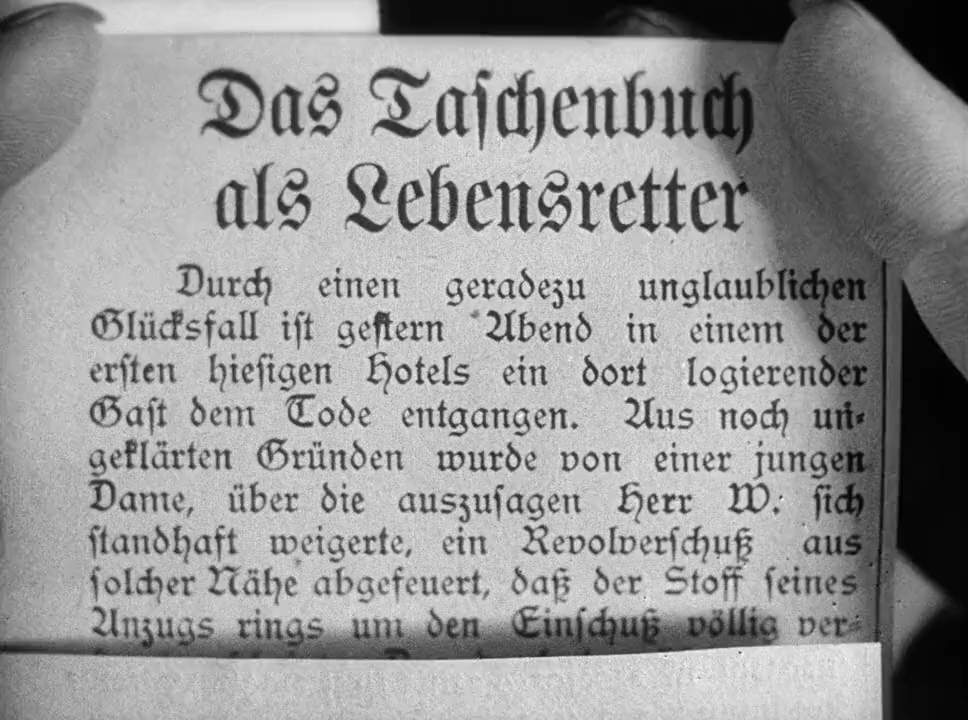 Das Taschenbuch
als Lebensretter
Durch einen geradezu unglaublichen
Glücksfall ist gestern Abend in einem der
ersten hiesigen Hotels ein dort logierender
Gast dem Tode entgangen. Aus noch un-
geklärten Gründen wurde von einer jungen
Dame, über die auszusagen Herr W. sich
standhaft weigerte, ein Revolverschuß aus
solcher Nähe abgefeuert, daß der Stoff seines
Anzugs rings um den Einschuß völlig ver-